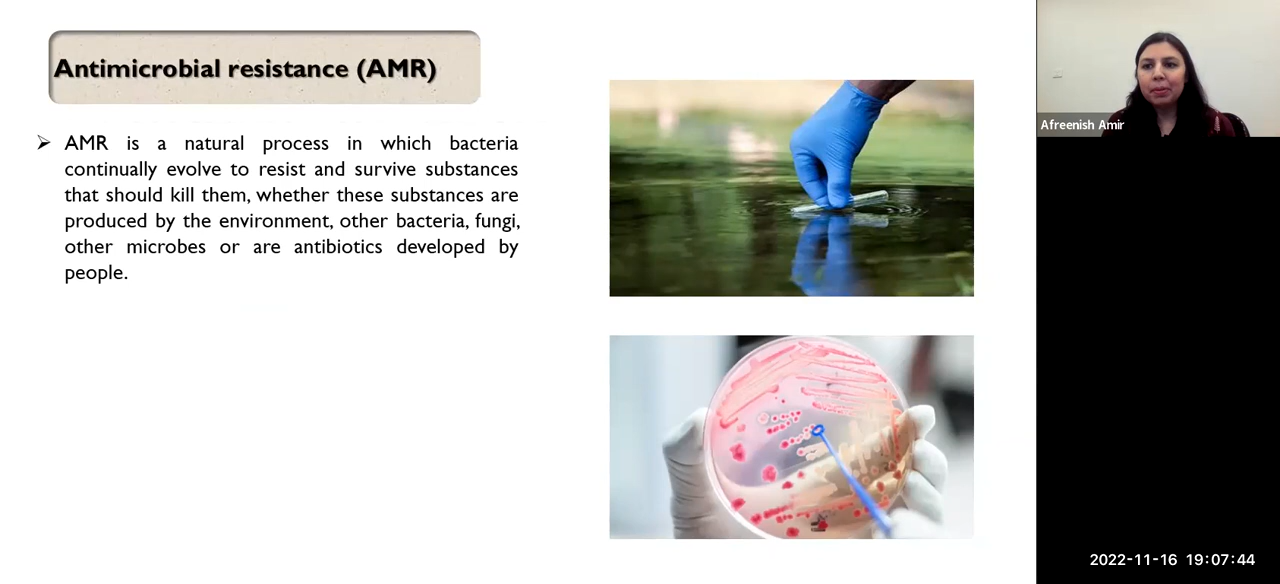 Antimicrobial resistance (AMR)
➢ AMR is a natural process in which bacteria
continually evolve to resist and survive substances
that should kill them, whether these substances are
produced by the environment, other bacteria, fungi,
other microbes or are antibiotics developed by
people.
Afreenish Amir
2022-11-16 19:07:44